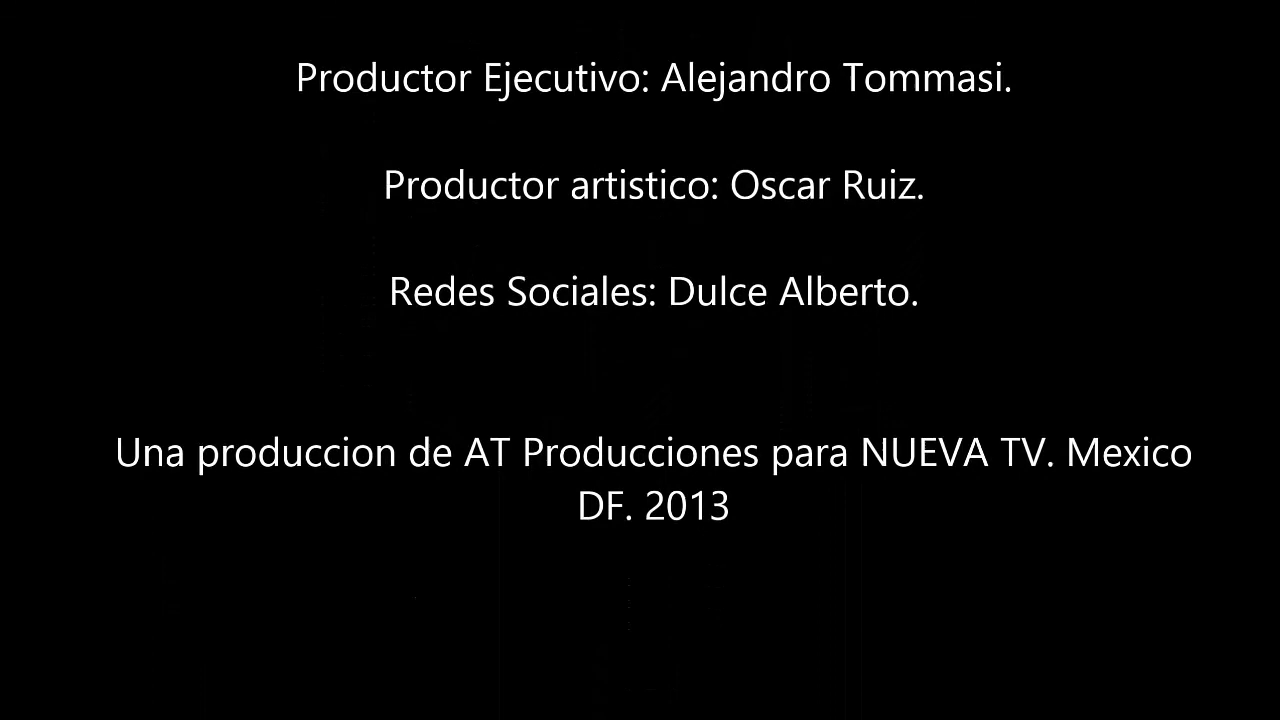 Productor Ejecutivo: Alejandro Tommasi.
Productor artistico: Oscar Ruiz.
Redes Sociales: Dulce Alberto.
Una produccion de AT Producciones para NUEVA TV. Mexico
DF. 2013